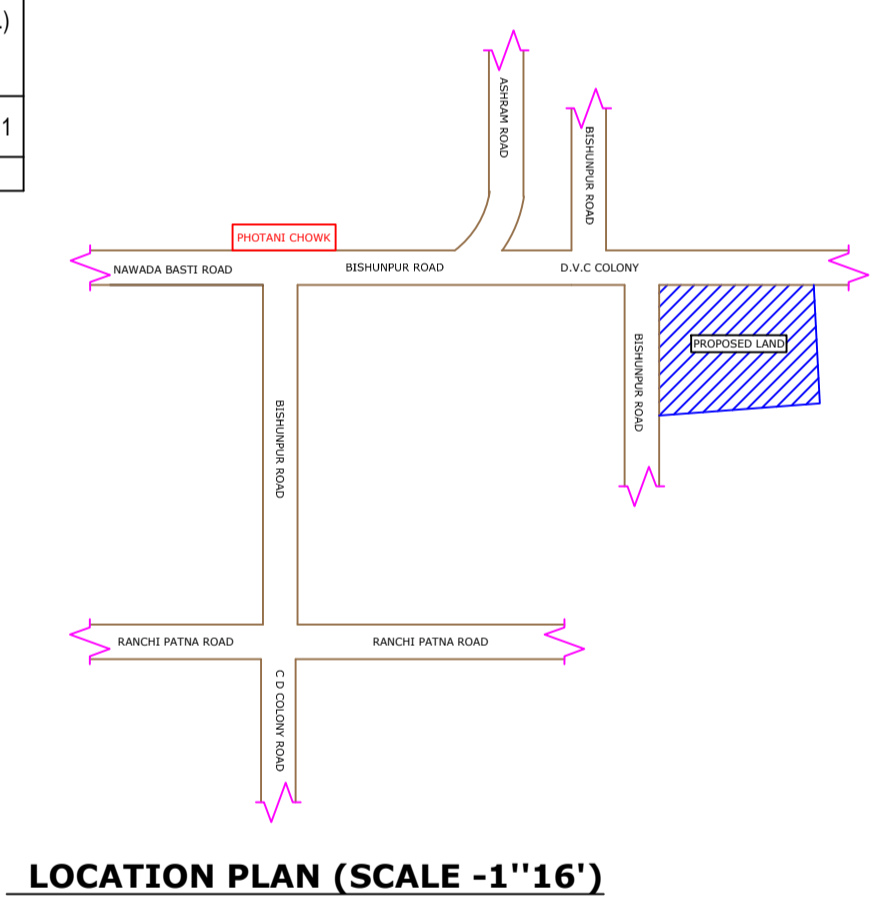 .)
1
ASHRAM ROAD
BISHUNPUR ROAD
PHOTANI CHOWK
NAWADA BASTI ROAD
BISHUNPUR ROAD
D.V.C COLONY
PROPOSED LAND
BISHUNPUR ROAD
BISHUNPUR ROAD
RANCHI PATNA ROAD
RANCHI PATNA ROAD
C D COLONY ROAD
LOCATION PLAN (SCALE -1''16')